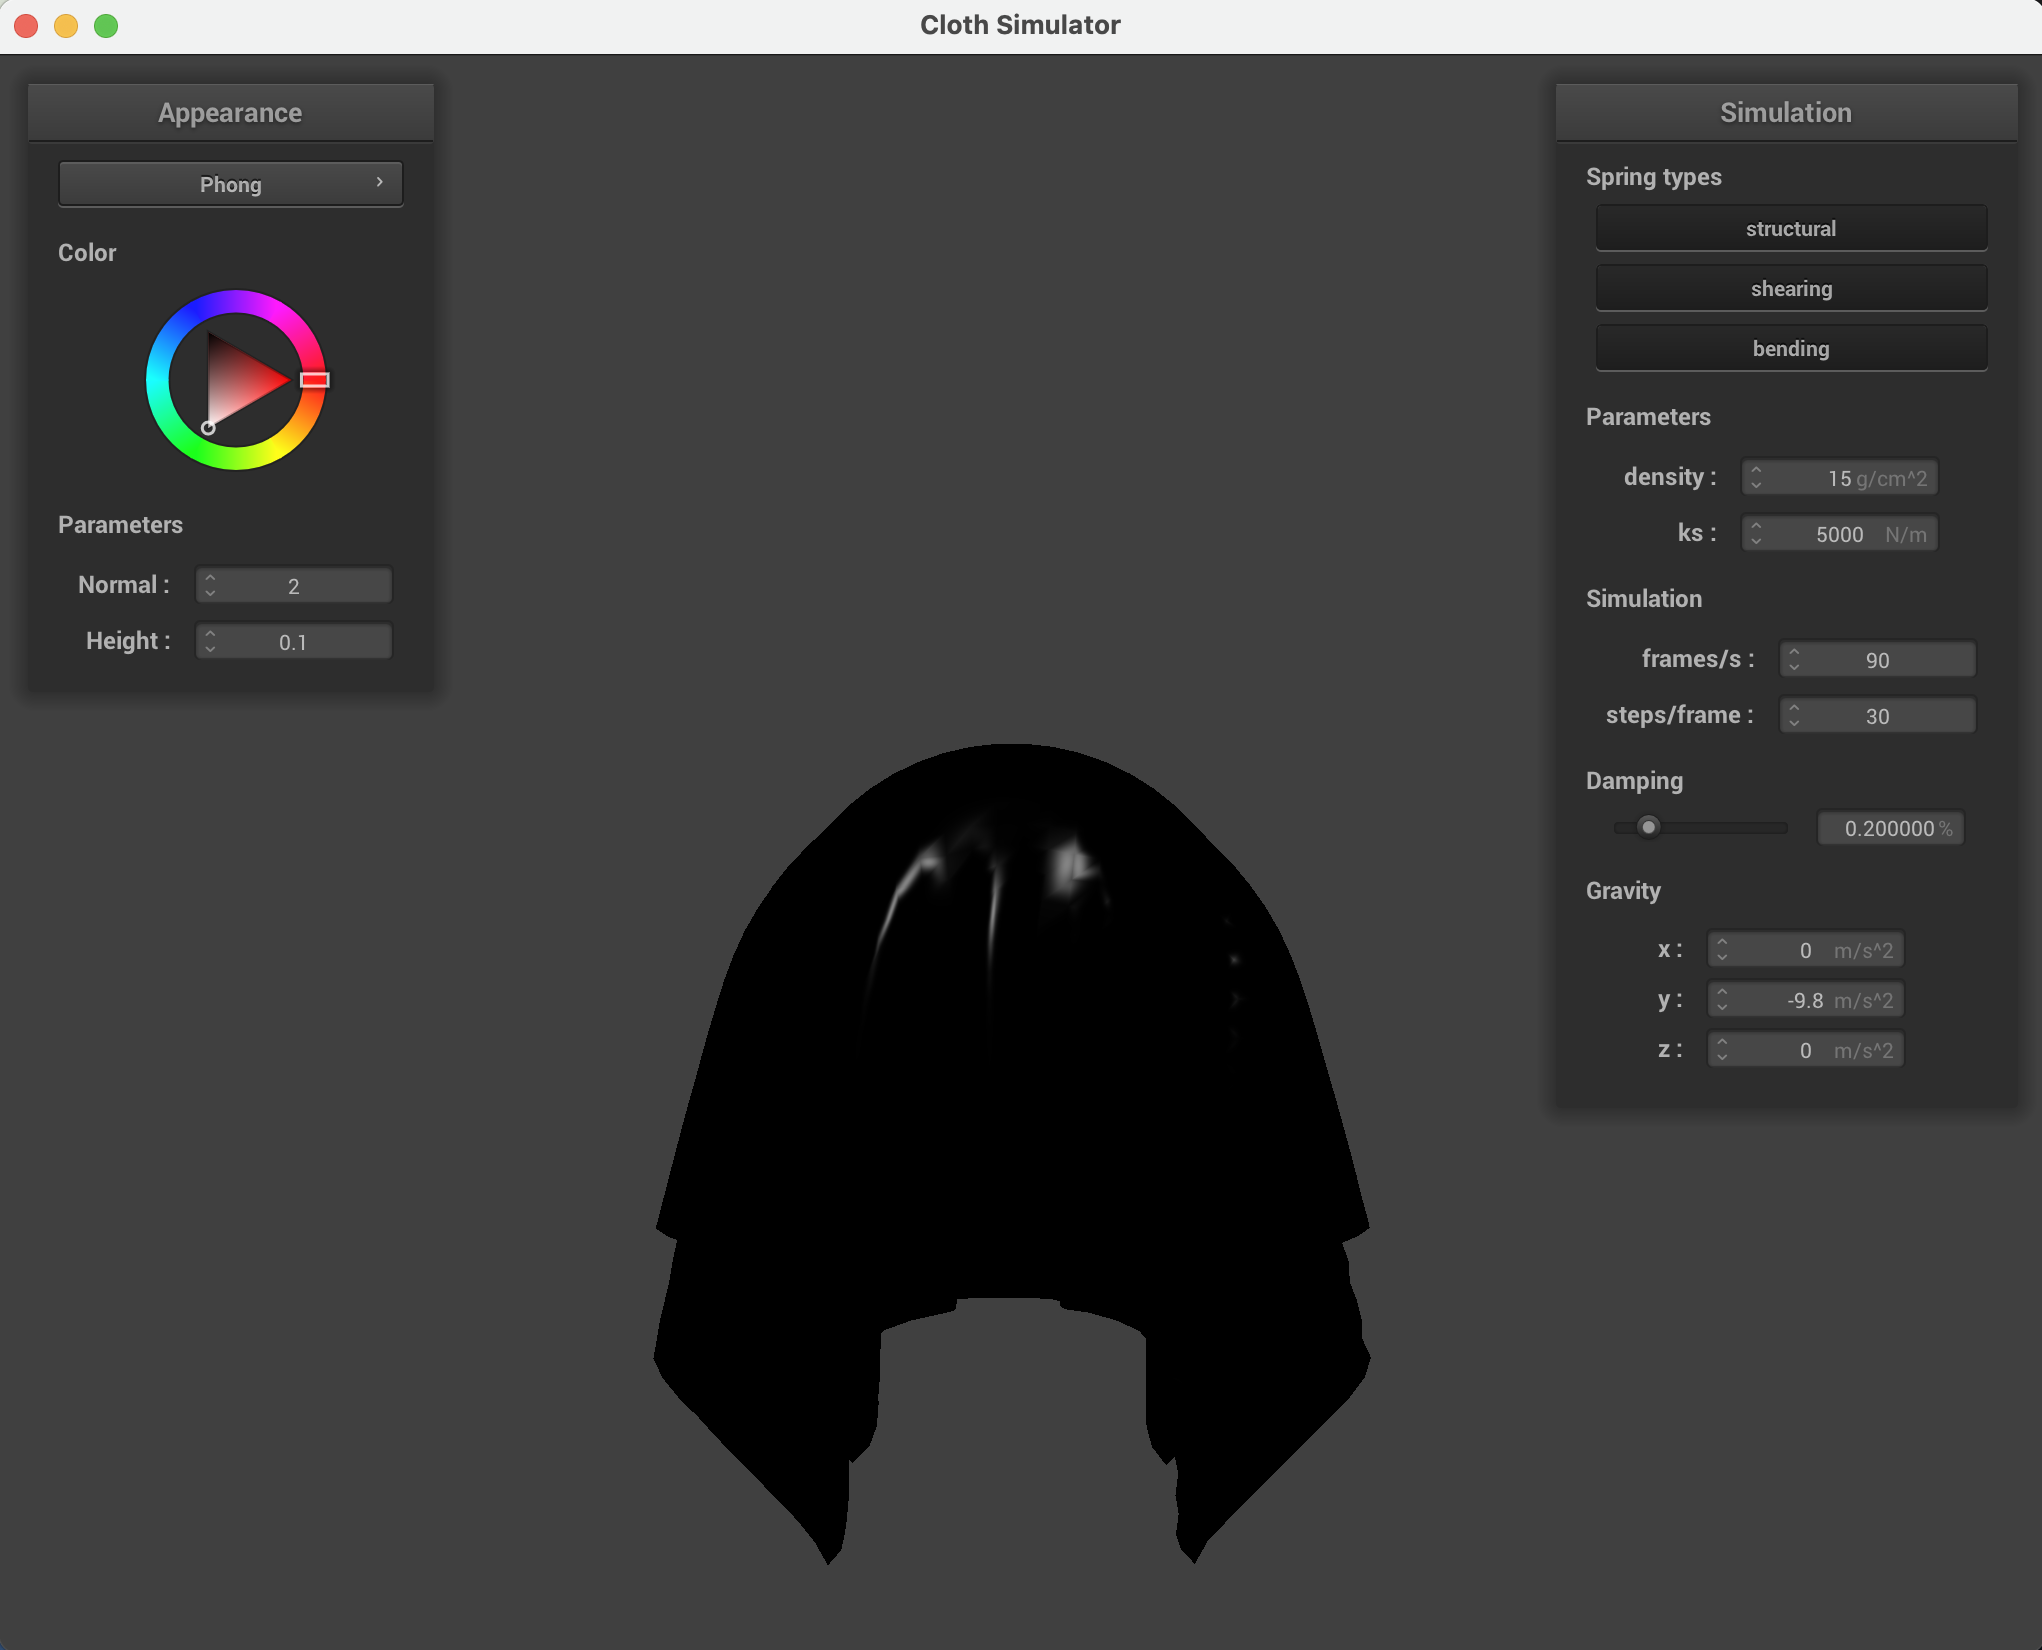 Cloth Simulator
Appearance
Phong ›
Color
Parameters
Normal : 2
Height : 0.1
Simulation
Spring types
structural
shearing
bending
Parameters
density : 15 g/cm^2
ks : 5000 N/m
Simulation
frames/s : 90
steps/frame : 30
Damping
0.200000 %
Gravity
x : 0 m/s^2
y : -9.8 m/s^2
z : 0 m/s^2